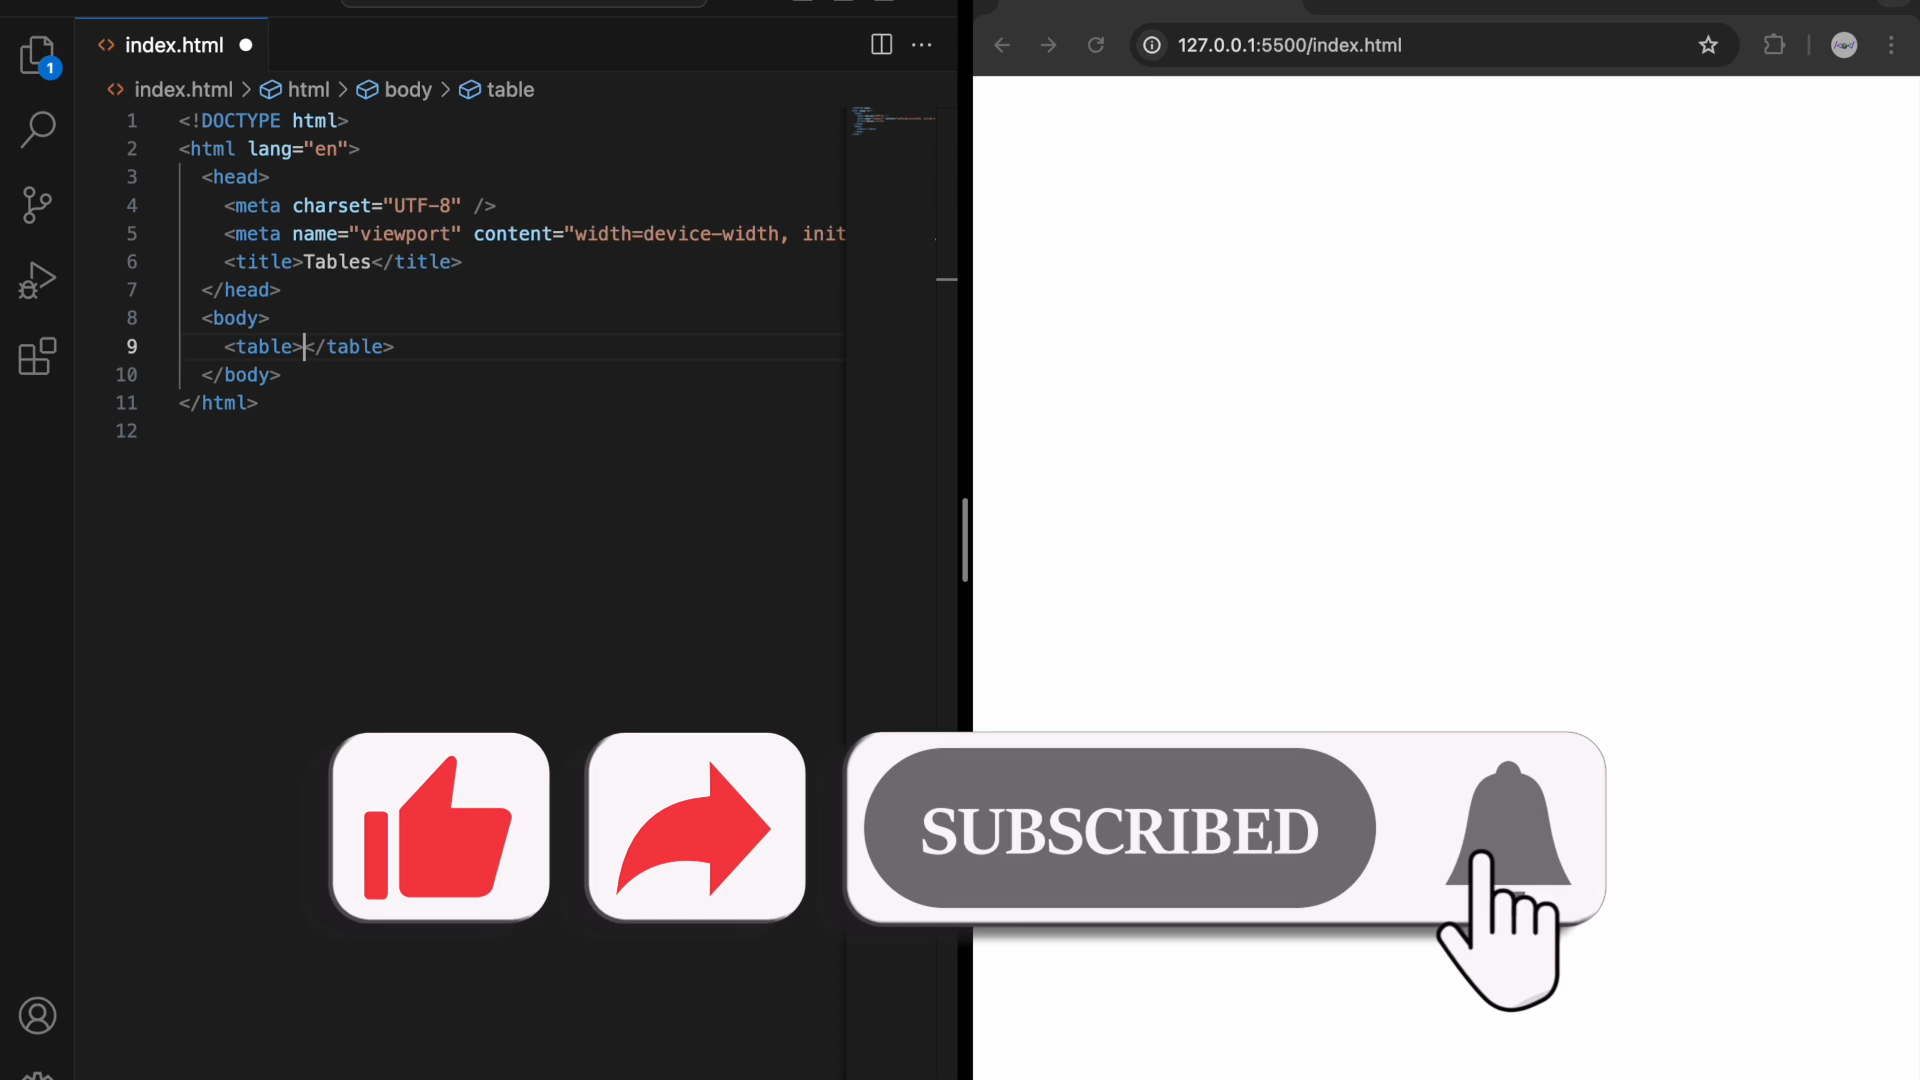 index.html
127.0.0.1:5500/index.html
1
index.html > html > body > table
1 <!DOCTYPE html>
2 <html lang="en">
3 <head>
4 <meta charset="UTF-8" />
5 <meta name="viewport" content="width=device-width, init
6 <title>Tables</title>
7 </head>
8 <body>
9 <table></table>
10 </body>
11 </html>
12
SUBSCRIBED